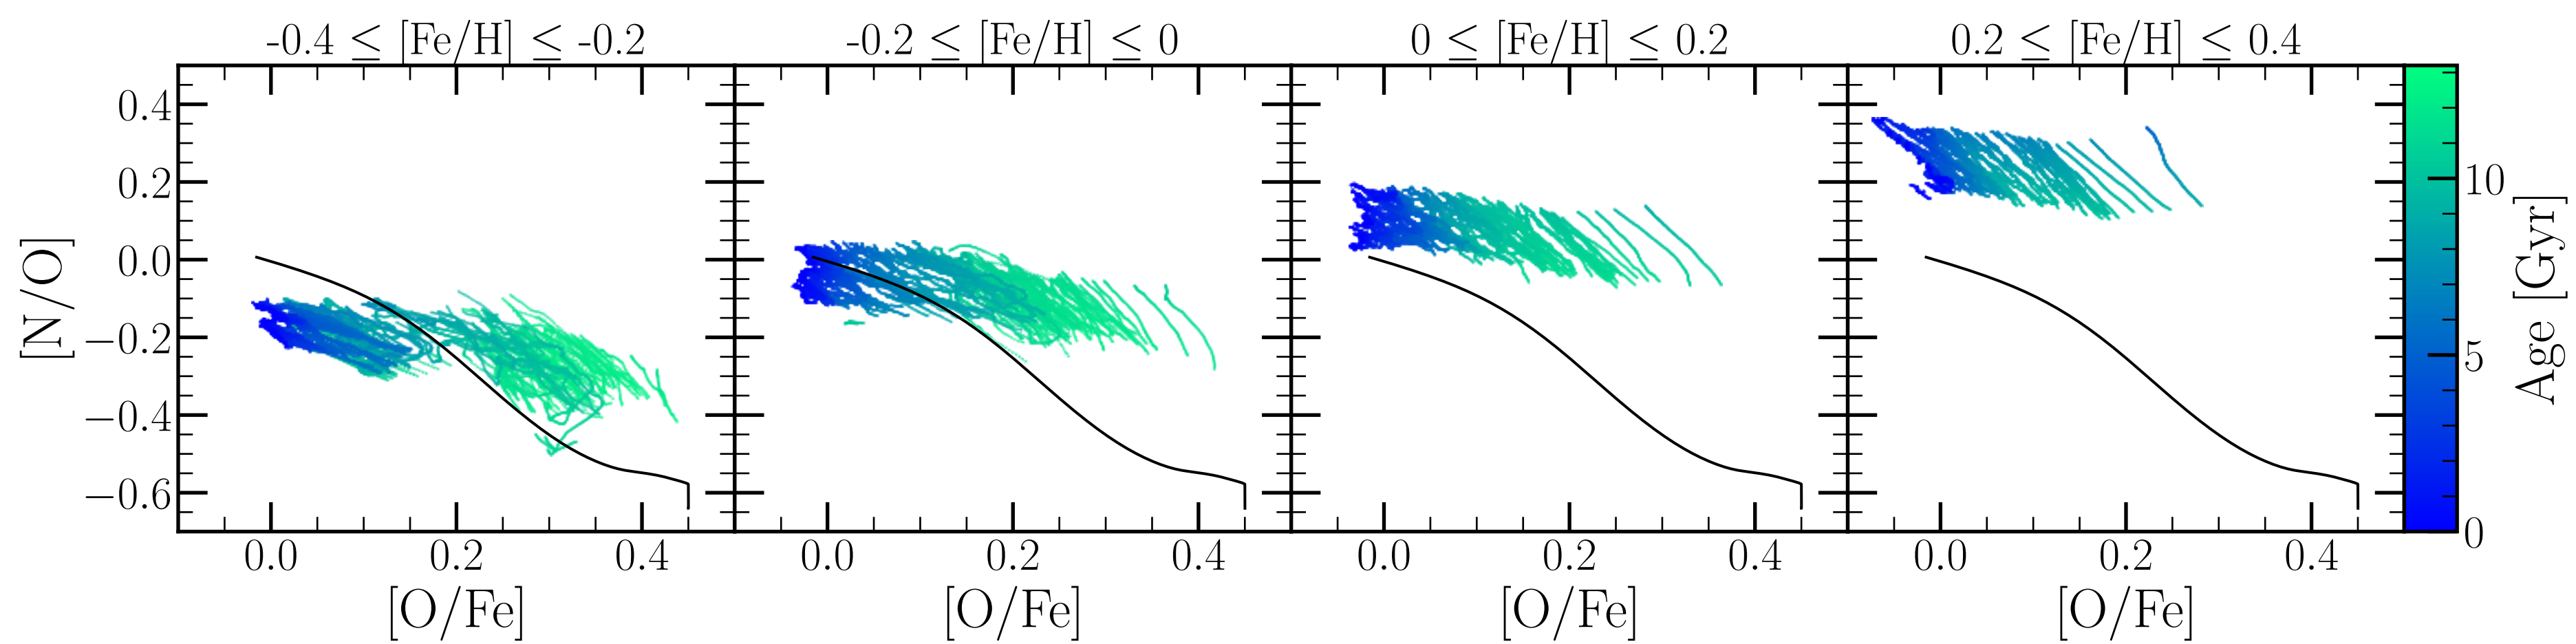 -0.4 ≤ [Fe/H] ≤ -0.2
-0.2 ≤ [Fe/H] ≤ 0
0 ≤ [Fe/H] ≤ 0.2
0.2 ≤ [Fe/H] ≤ 0.4
[N/O]
0.4
0.2
0.0
−0.2
−0.4
−0.6
0.0 0.2 0.4
[O/Fe]
0.0 0.2 0.4
[O/Fe]
0.0 0.2 0.4
[O/Fe]
0.0 0.2 0.4
[O/Fe]
10
5
0
Age [Gyr]